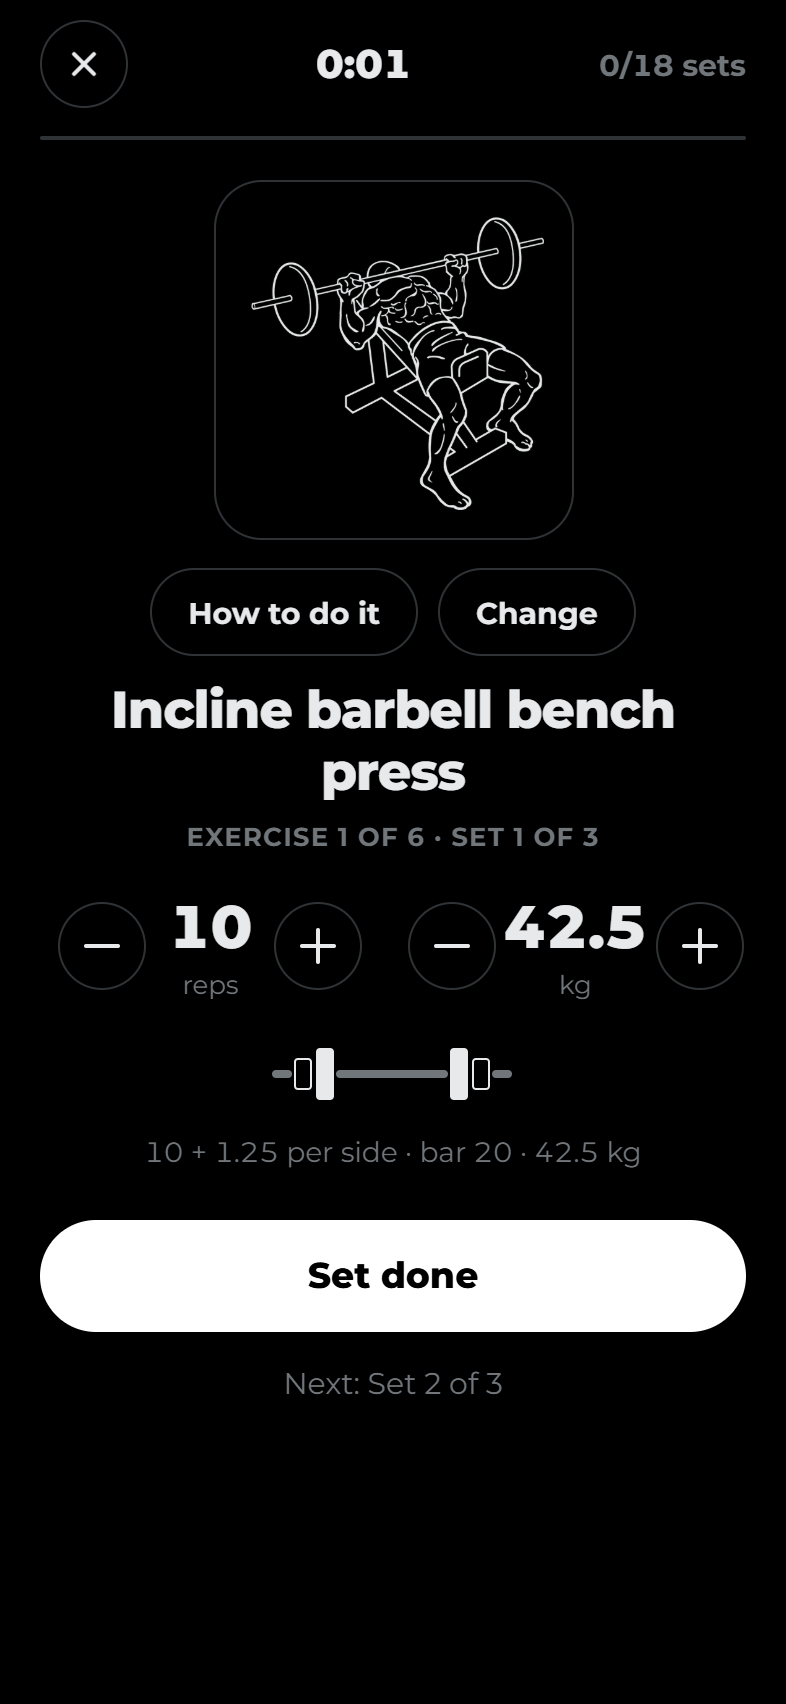 0:01
0/18 sets
How to do it
Change
Incline barbell bench
press
EXERCISE 1 OF 6 · SET 1 OF 3
10
reps
42.5
kg
10 + 1.25 per side · bar 20 · 42.5 kg
Set done
Next: Set 2 of 3